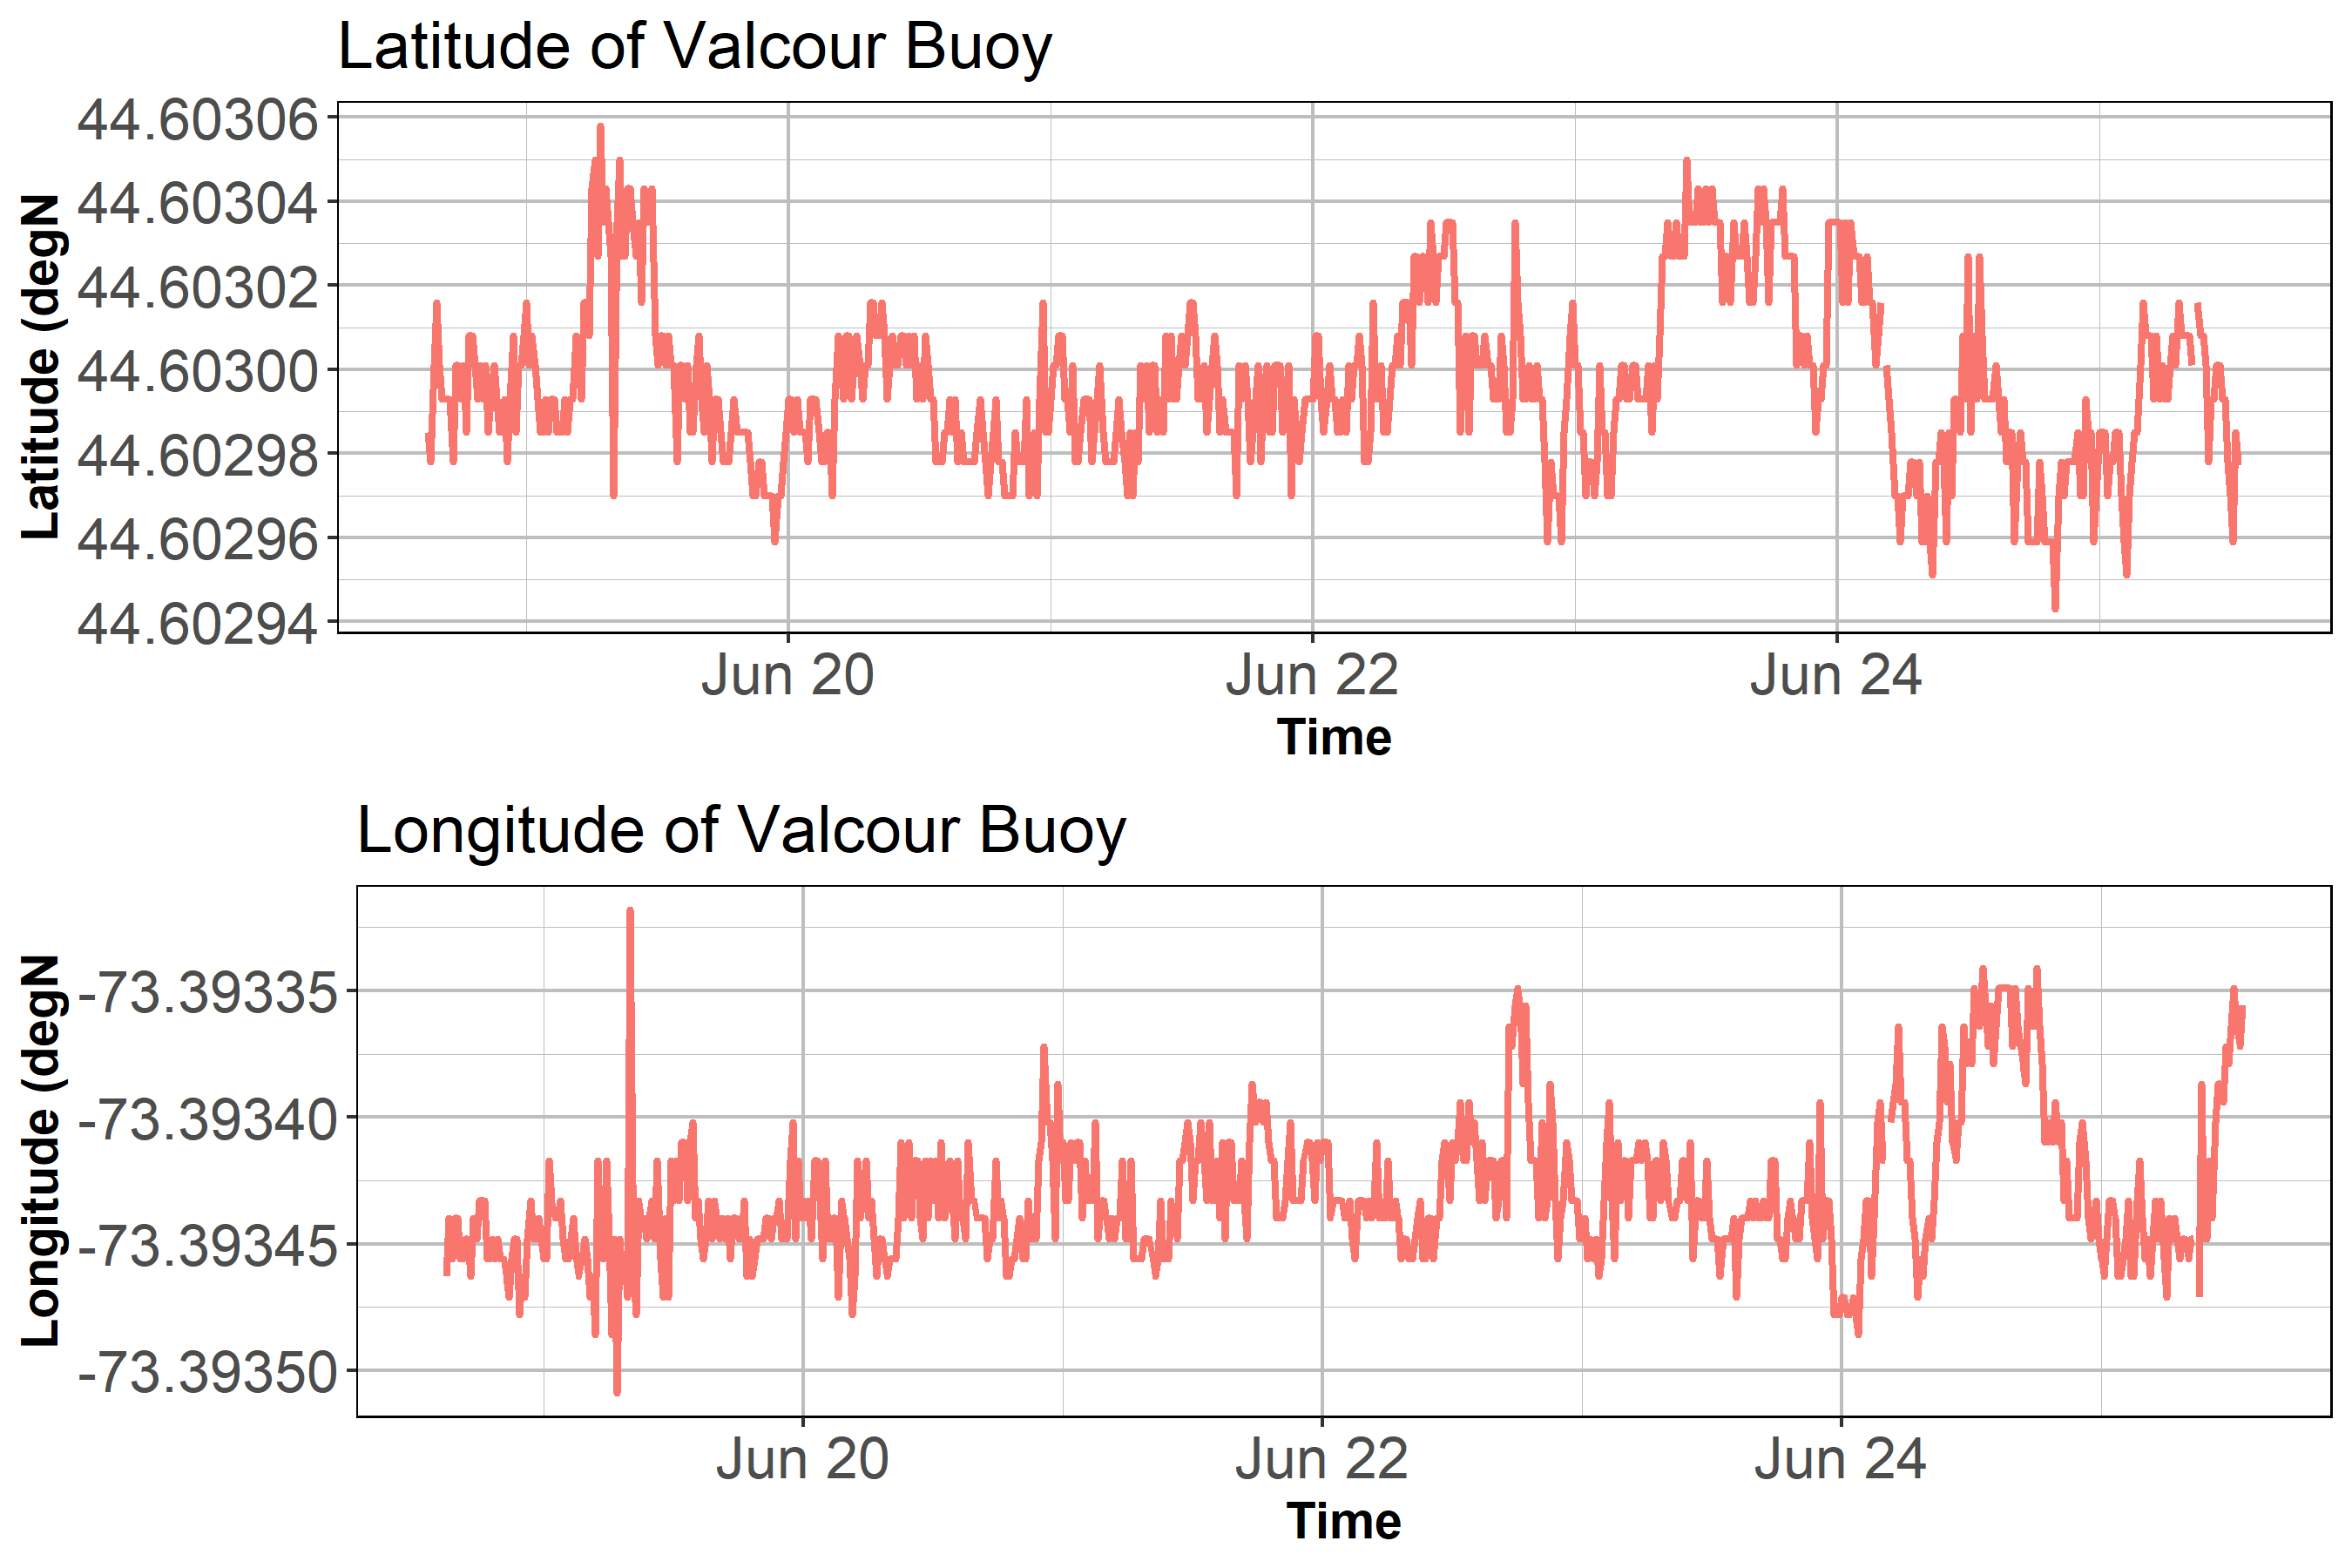 Latitude of Valcour Buoy
44.60306
44.60304
44.60302
44.60300
44.60298
44.60296
44.60294
Latitude (degN
Jun 20 Jun 22 Jun 24
Time
Longitude of Valcour Buoy
-73.39335
-73.39340
-73.39345
-73.39350
Longitude (degN
Jun 20 Jun 22 Jun 24
Time